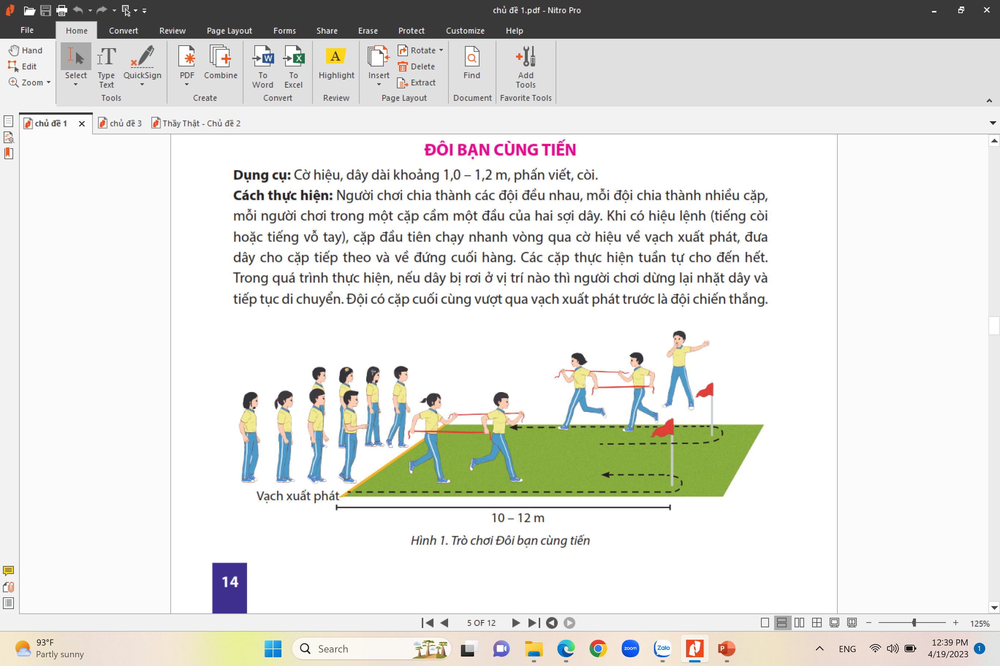 chủ đề 1.pdf - Nitro Pro
File Home Convert Review Page Layout Forms Share Erase Protect Customize Help
Hand
Edit
Zoom
Select
Type Text
QuickSign
Tools
PDF
Combine
Create
To Word
To Excel
Convert
A
Highlight
Review
Insert
Rotate
Delete
Extract
Page Layout
Find
Document
Add Tools
Favorite Tools
chủ đề 1 chủ đề 3 Thầy Thật - Chủ đề 2
ĐÔI BẠN CÙNG TIẾN
Dụng cụ: Cờ hiệu, dây dài khoảng 1,0 – 1,2 m, phấn viết, còi.
Cách thực hiện: Người chơi chia thành các đội đều nhau, mỗi đội chia thành nhiều cặp,
mỗi người chơi trong một cặp cầm một đầu của hai sợi dây. Khi có hiệu lệnh (tiếng còi
hoặc tiếng vỗ tay), cặp đầu tiên chạy nhanh vòng qua cờ hiệu về vạch xuất phát, đưa
dây cho cặp tiếp theo và về đứng cuối hàng. Các cặp thực hiện tuần tự cho đến hết.
Trong quá trình thực hiện, nếu dây bị rơi ở vị trí nào thì người chơi dừng lại nhặt dây và
tiếp tục di chuyển. Đội có cặp cuối cùng vượt qua vạch xuất phát trước là đội chiến thắng.
Vạch xuất phát
10 – 12 m
Hình 1. Trò chơi Đôi bạn cùng tiến
14
5 OF 12
125%
93°F
Partly sunny
Search
zoom
Zalo
P
ENG
12:39 PM
4/19/2023
1